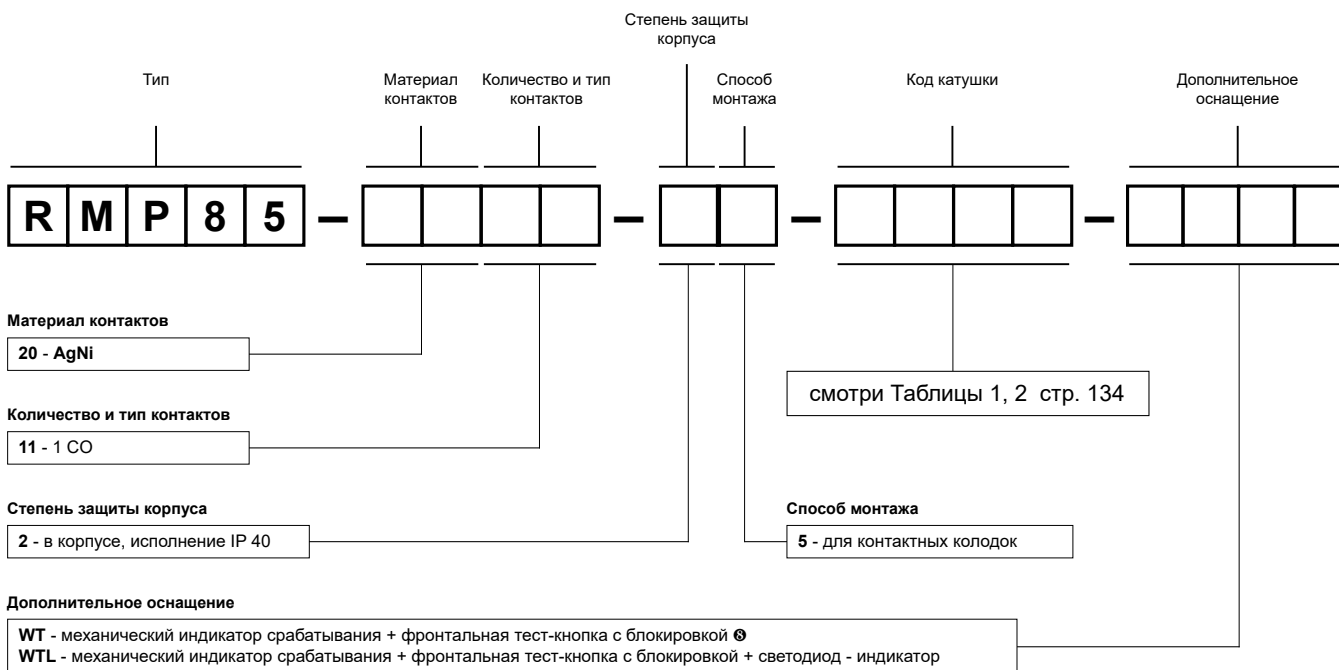 Степень защиты
корпуса
Тип
Материал
контактов
Количество и тип
контактов
Способ
монтажа
Код катушки
Дополнительное
оснащение
RMP85 – –  –  –
Материал контактов
20 - AgNi
Количество и тип контактов
11 - 1 CO
смотри Таблицы 1, 2 стр. 134
Степень защиты корпуса
2 - в корпусе, исполнение IP 40
Способ монтажа
5 - для контактных колодок
Дополнительное оснащение
WT - механический индикатор срабатывания + фронтальная тест-кнопка с блокировкой ❽
WTL - механический индикатор срабатывания + фронтальная тест-кнопка с блокировкой + светодиод - индикатор